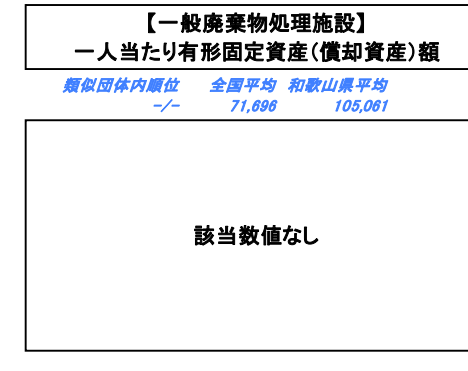 【一般廃棄物処理施設】
一人当たり有形固定資産(償却資産)額
類似団体内順位 全国平均 和歌山県平均
-/- 71,696 105,061
該当数値なし